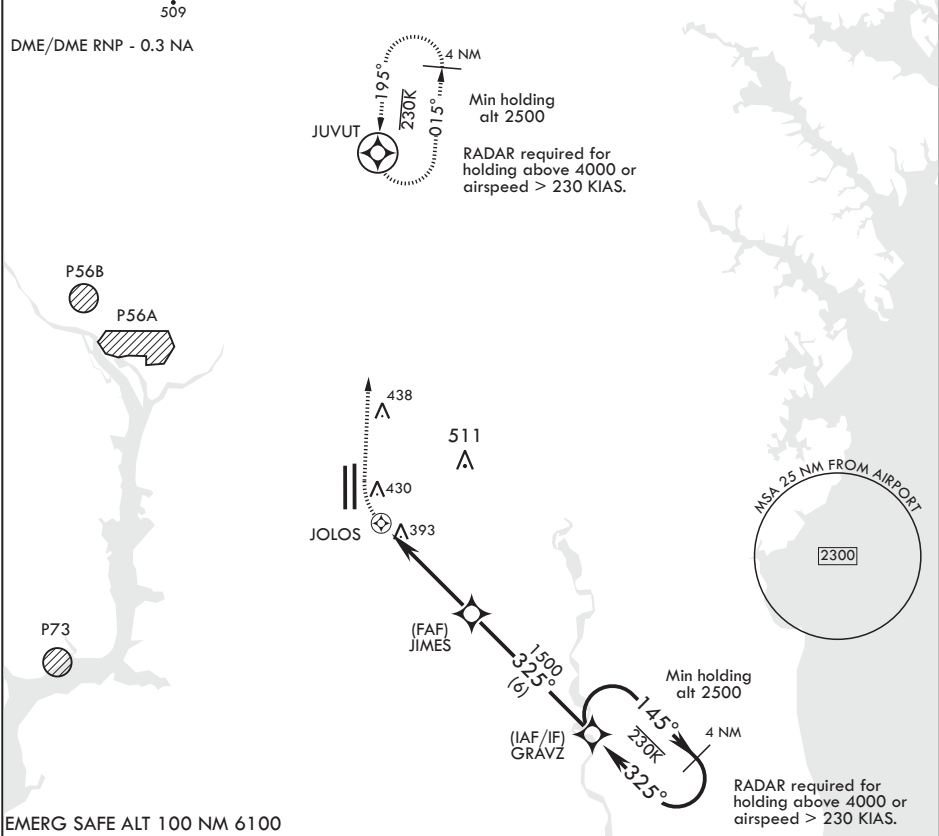 509
DME/DME RNP - 0.3 NA
4 NM
195°
230K
015°
Min holding
alt 2500
JUVUT
RADAR required for
holding above 4000 or
airspeed > 230 KIAS.
P56B
P56A
438
511
430
MSA 25 NM FROM AIRPORT
2300
JOLOS
393
P73
(FAF)
JIMES
1500
325°
(6)
Min holding
alt 2500
145°
4 NM
230K
(IAF/IF)
GRAVZ
325°
RADAR required for
holding above 4000 or
airspeed > 230 KIAS.
EMERG SAFE ALT 100 NM 6100